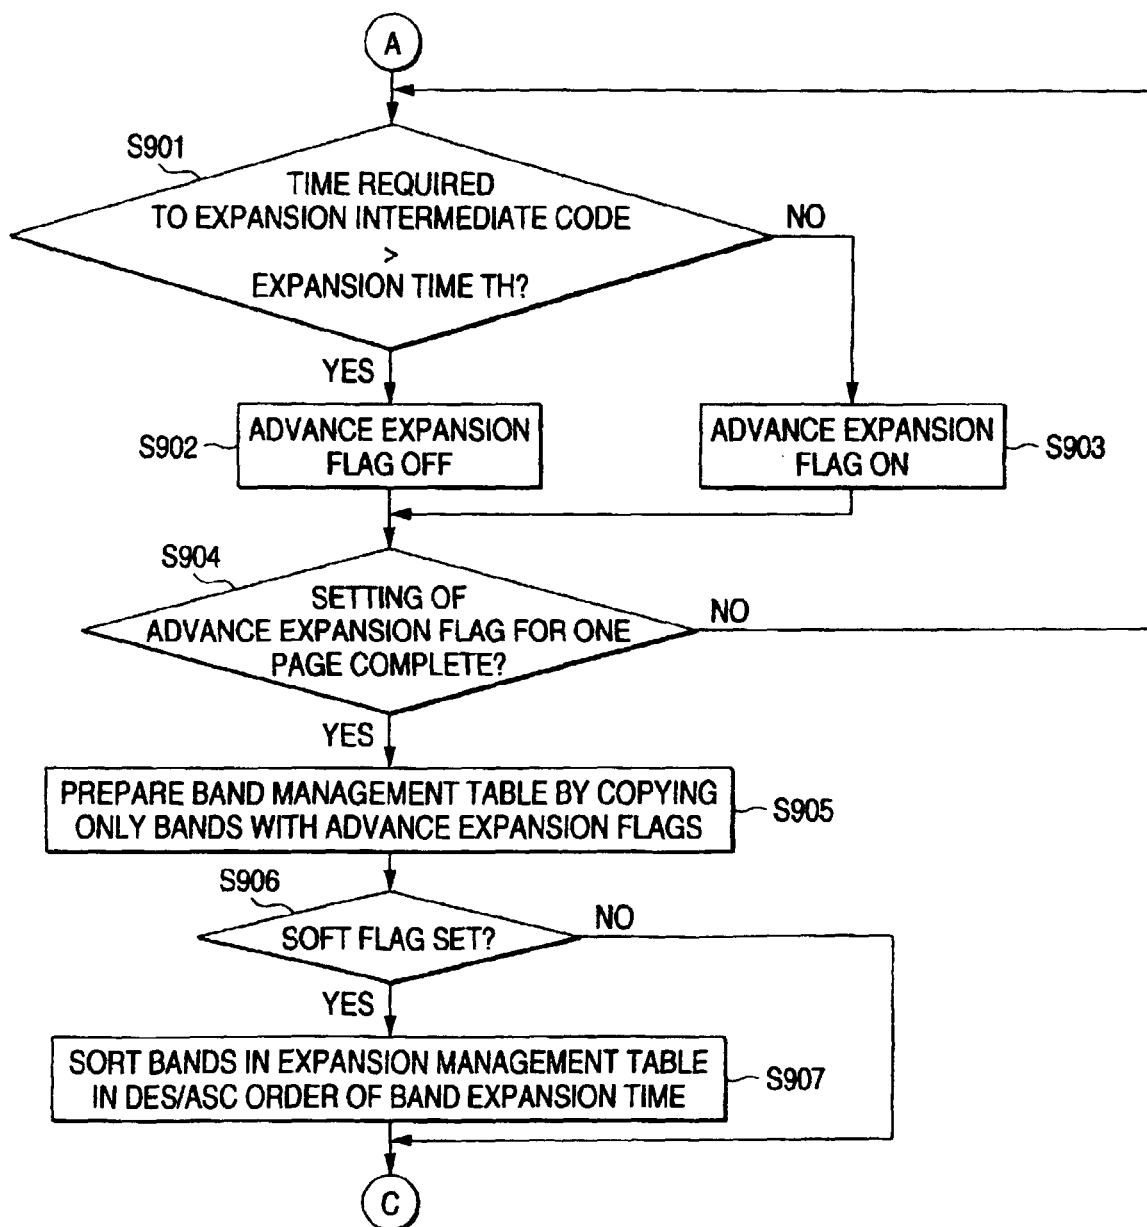 A
S901
TIME REQUIRED
TO EXPANSION INTERMEDIATE CODE
>
EXPANSION TIME TH?
NO
YES
S902
ADVANCE EXPANSION
FLAG OFF
ADVANCE EXPANSION
FLAG ON
S903
S904
SETTING OF
ADVANCE EXPANSION FLAG FOR ONE
PAGE COMPLETE?
NO
YES
PREPARE BAND MANAGEMENT TABLE BY COPYING
ONLY BANDS WITH ADVANCE EXPANSION FLAGS
S905
S906
SOFT FLAG SET?
NO
YES
SORT BANDS IN EXPANSION MANAGEMENT TABLE
IN DES/ASC ORDER OF BAND EXPANSION TIME
S907
C